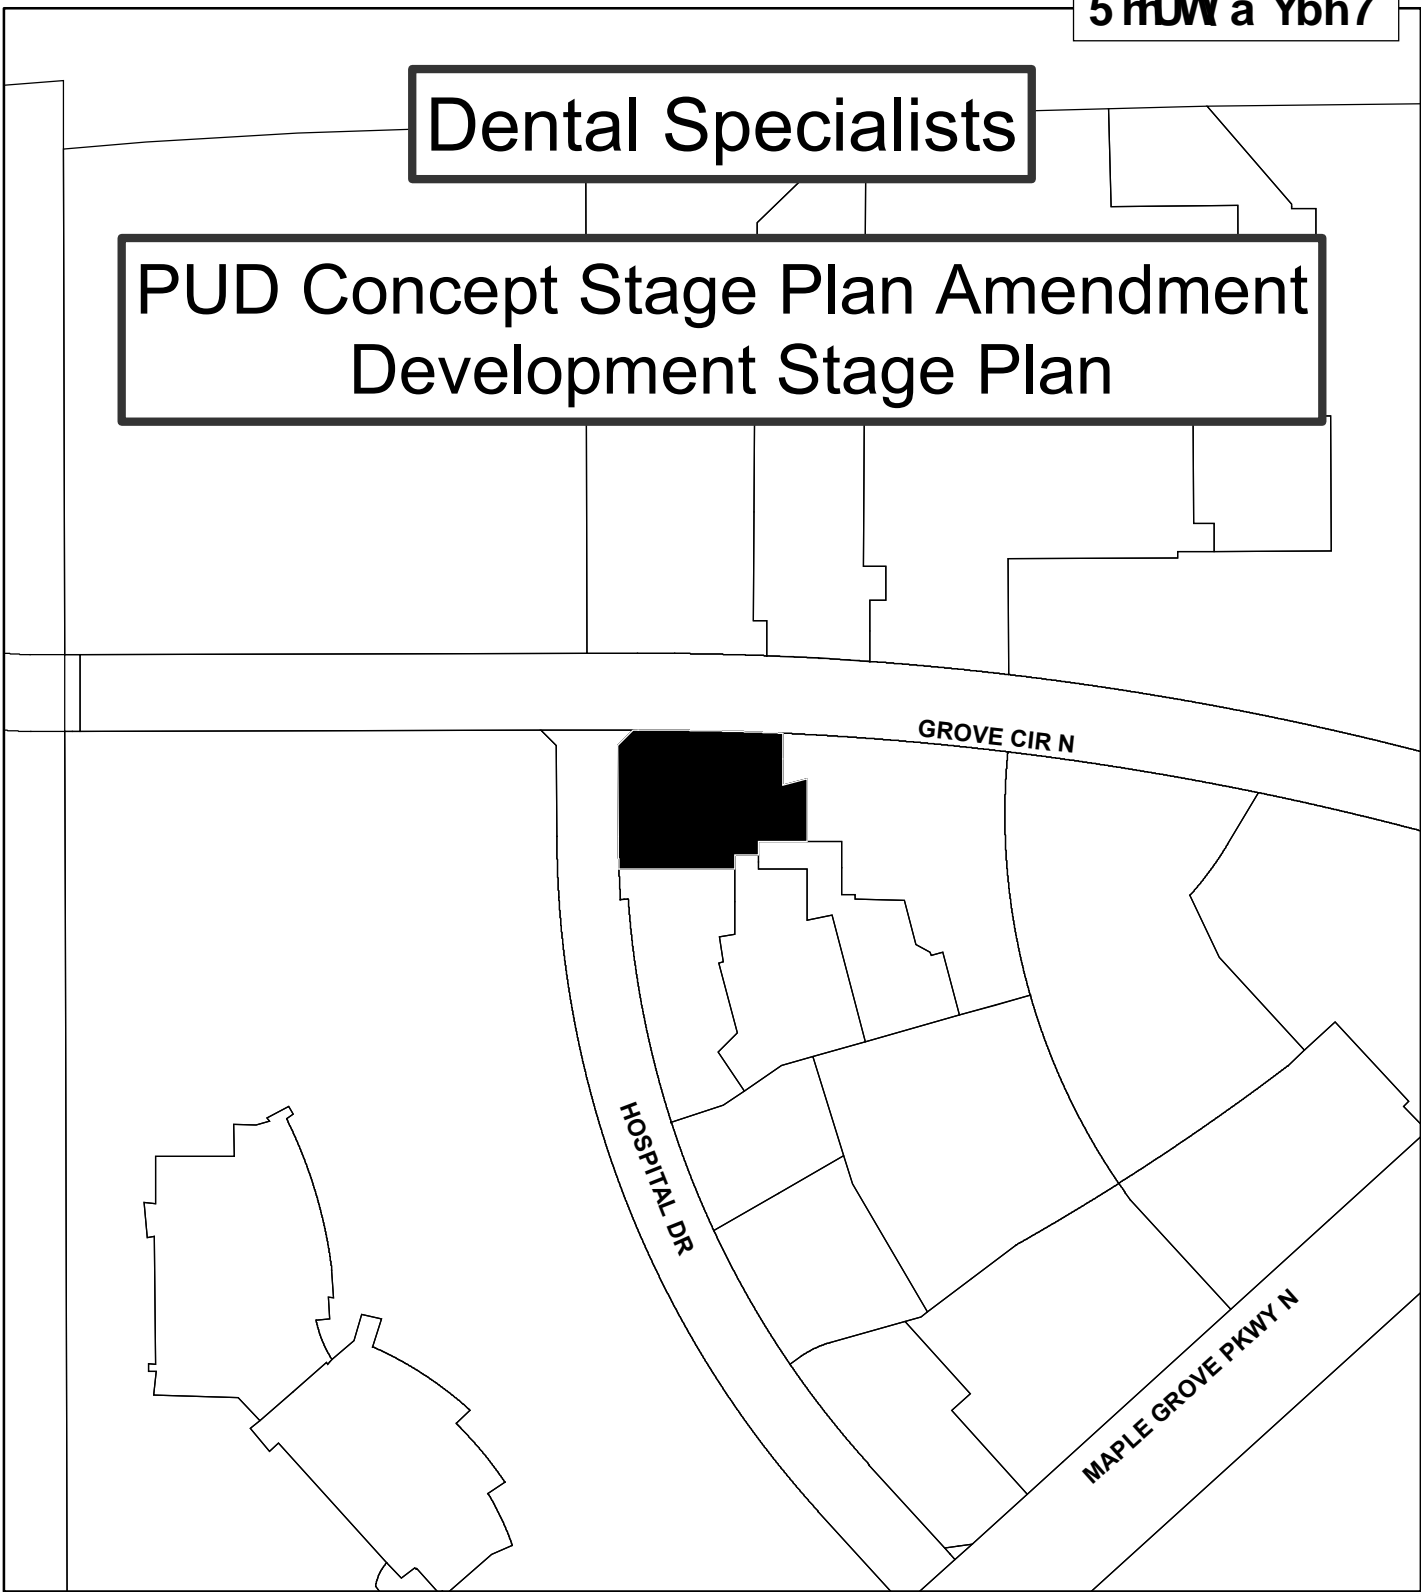 Dental Specialists
PUD Concept Stage Plan Amendment
Development Stage Plan
GROVE CIR N
HOSPITAL DR
MAPLE GROVE PKWY N